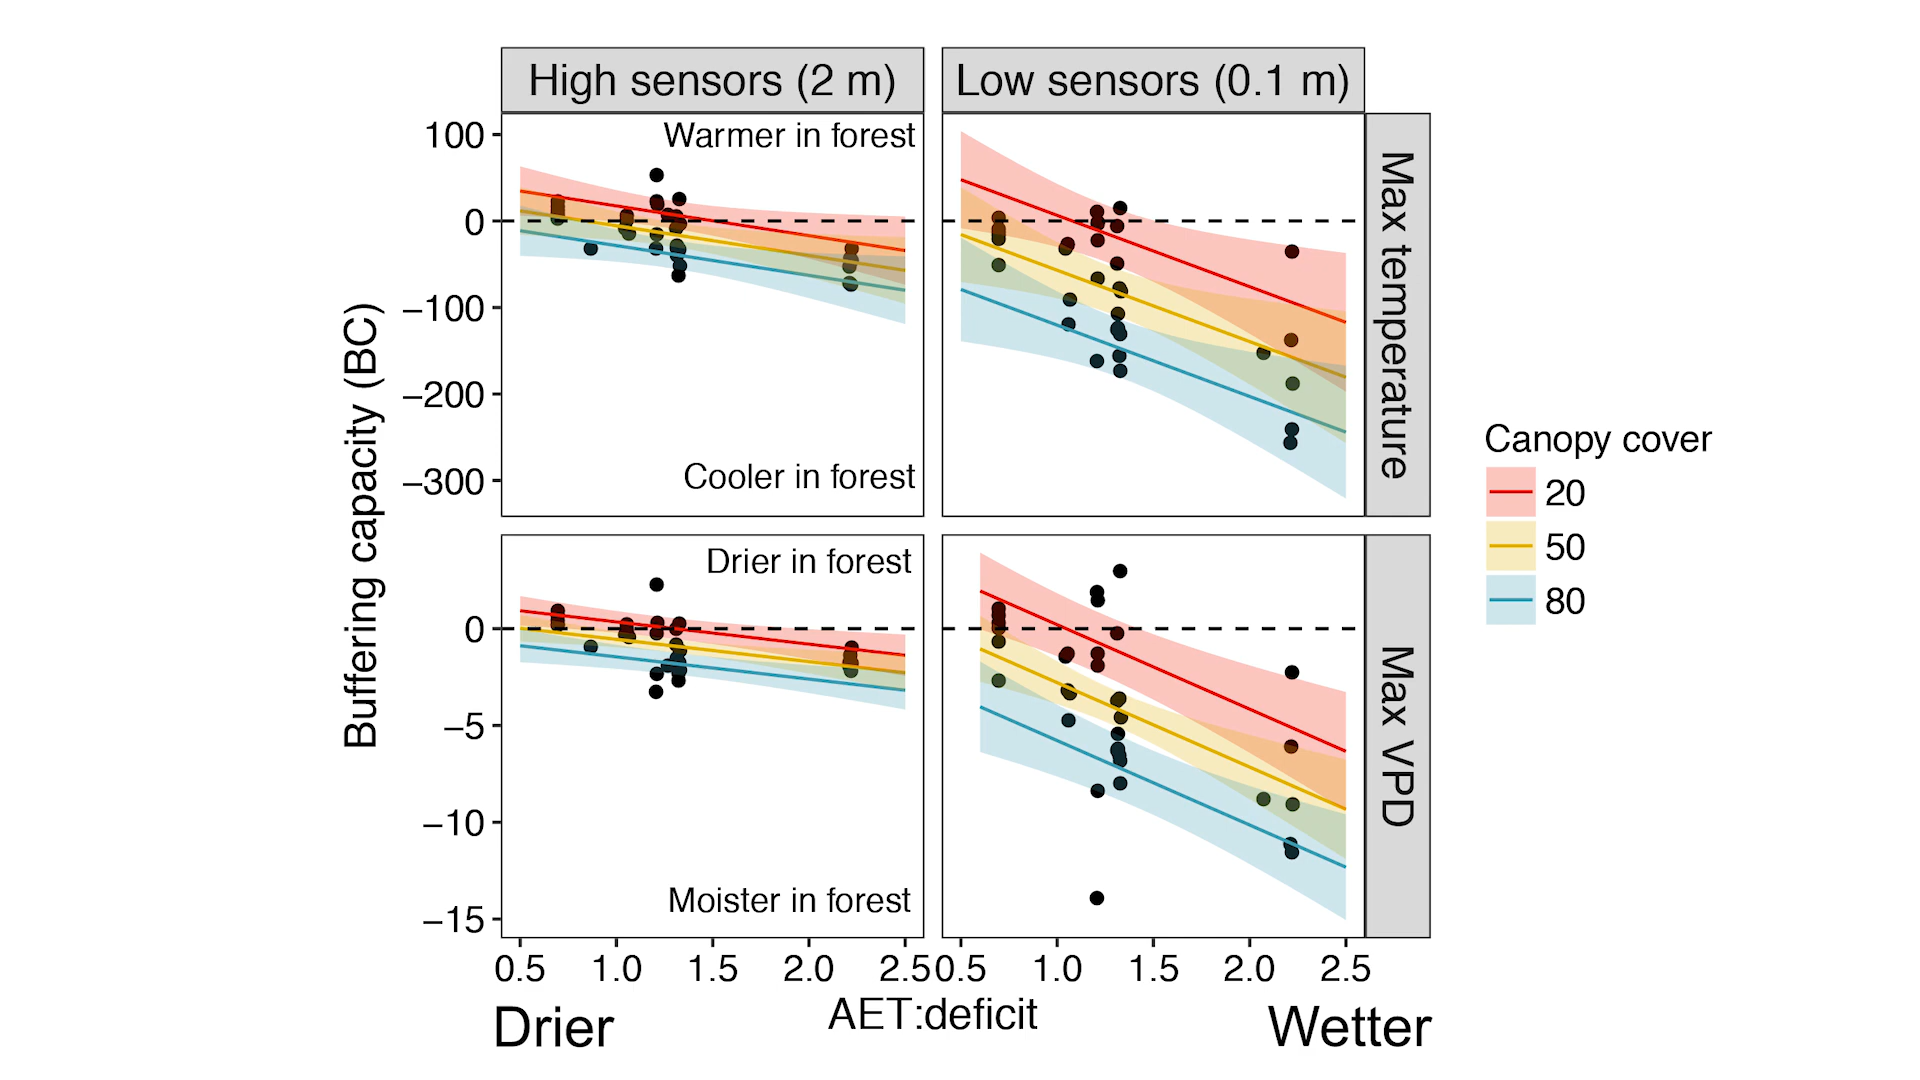 High sensors (2 m)
Low sensors (0.1 m)
Warmer in forest
Cooler in forest
100
0
−100
−200
−300
Max temperature
Drier in forest
Moister in forest
0
−5
−10
−15
Max VPD
Buffering capacity (BC)
0.5 1.0 1.5 2.0 2.5 0.5 1.0 1.5 2.0 2.5
AET:deficit
Drier
Wetter
Canopy cover
20
50
80